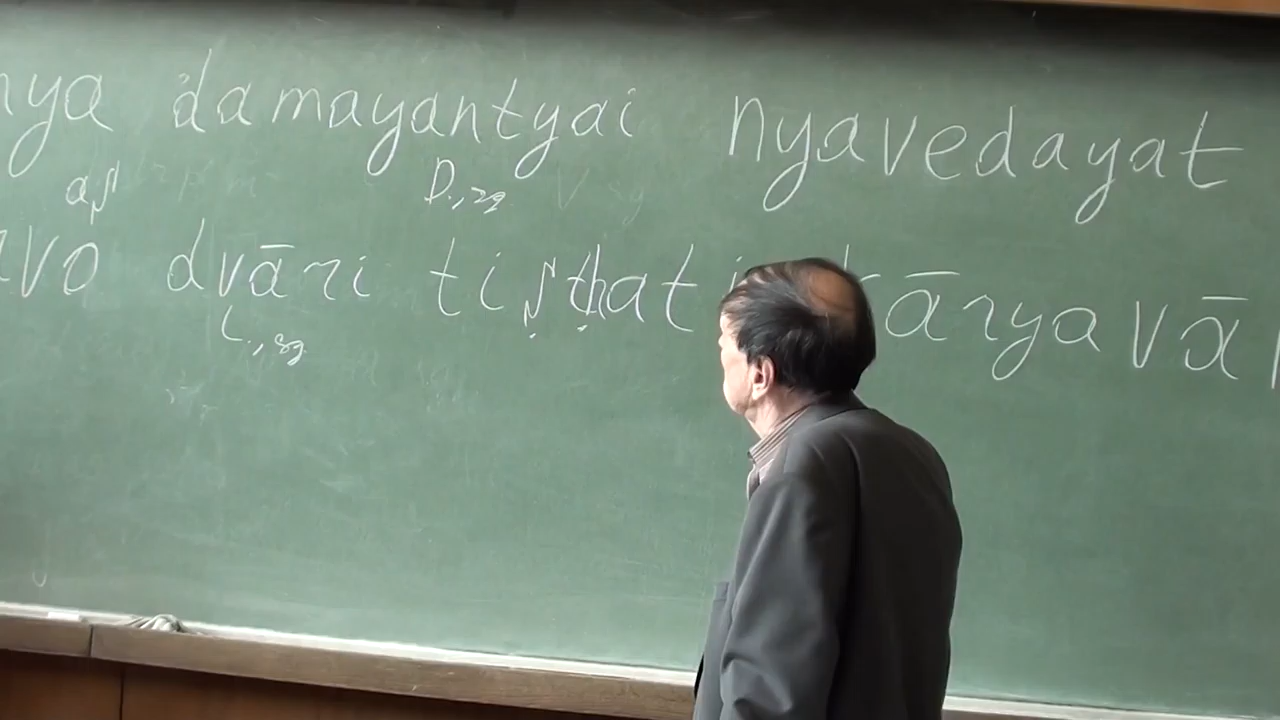 nya damayantyai nyavedayat
D., sg
vo dvāri tiṣṭhati kāryavā
L., sg.